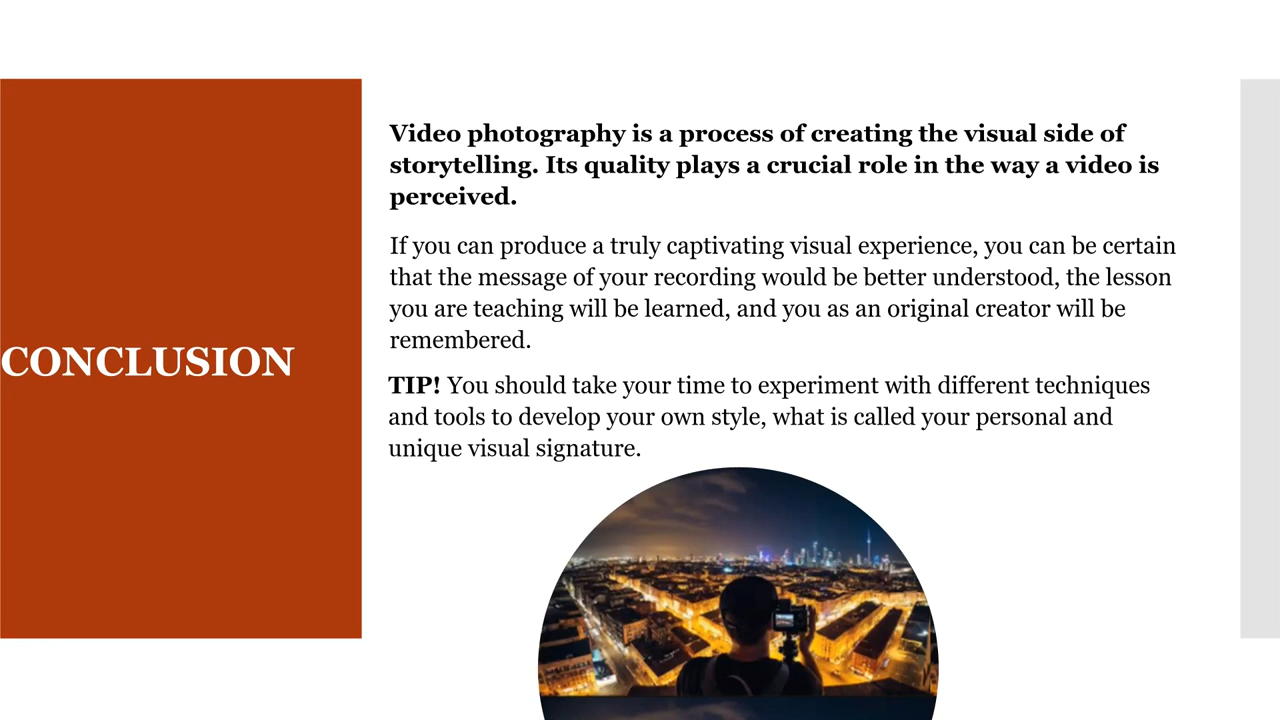 CONCLUSION
Video photography is a process of creating the visual side of
storytelling. Its quality plays a crucial role in the way a video is
perceived.
If you can produce a truly captivating visual experience, you can be certain
that the message of your recording would be better understood, the lesson
you are teaching will be learned, and you as an original creator will be
remembered.
TIP! You should take your time to experiment with different techniques
and tools to develop your own style, what is called your personal and
unique visual signature.